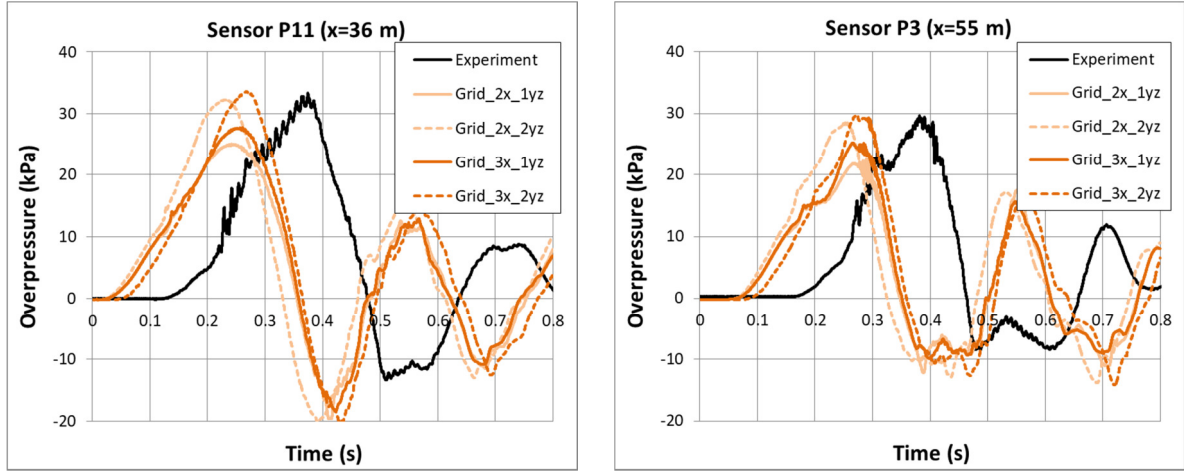 Sensor P11 (x=36 m)
Overpressure (kPa)
40
30
20
10
0
-10
-20
0 0.1 0.2 0.3 0.4 0.5 0.6 0.7 0.8
Time (s)
Experiment
Grid_2x_1yz
Grid_2x_2yz
Grid_3x_1yz
Grid_3x_2yz
Sensor P3 (x=55 m)
Overpressure (kPa)
40
30
20
10
0
-10
-20
0 0.1 0.2 0.3 0.4 0.5 0.6 0.7 0.8
Time (s)
Experiment
Grid_2x_1yz
Grid_2x_2yz
Grid_3x_1yz
Grid_3x_2yz